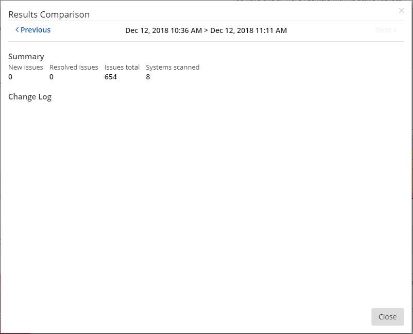 Results Comparison
×
< Previous
Dec 12, 2018 10:36 AM > Dec 12, 2018 11:11 AM
Next >
Summary
New issues Resolved issues Issues total Systems scanned
0 0 654 8
Change Log
Close